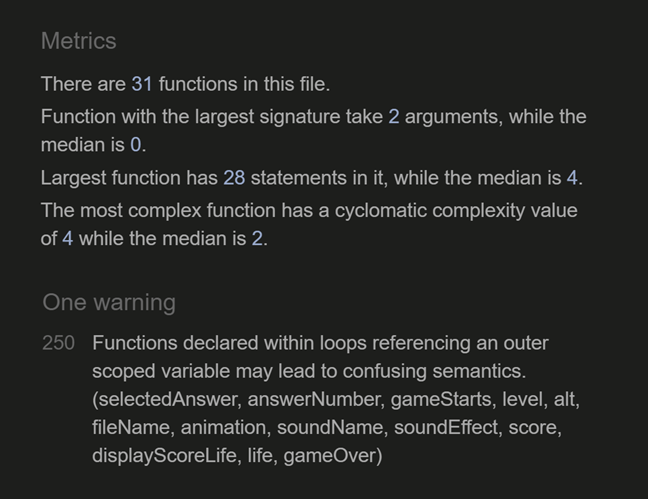 Metrics
There are 31 functions in this file.
Function with the largest signature take 2 arguments, while the
median is 0.
Largest function has 28 statements in it, while the median is 4.
The most complex function has a cyclomatic complexity value
of 4 while the median is 2.
One warning
250 Functions declared within loops referencing an outer
scoped variable may lead to confusing semantics.
(selectedAnswer, answerNumber, gameStarts, level, alt,
fileName, animation, soundName, soundEffect, score,
displayScoreLife, life, gameOver)